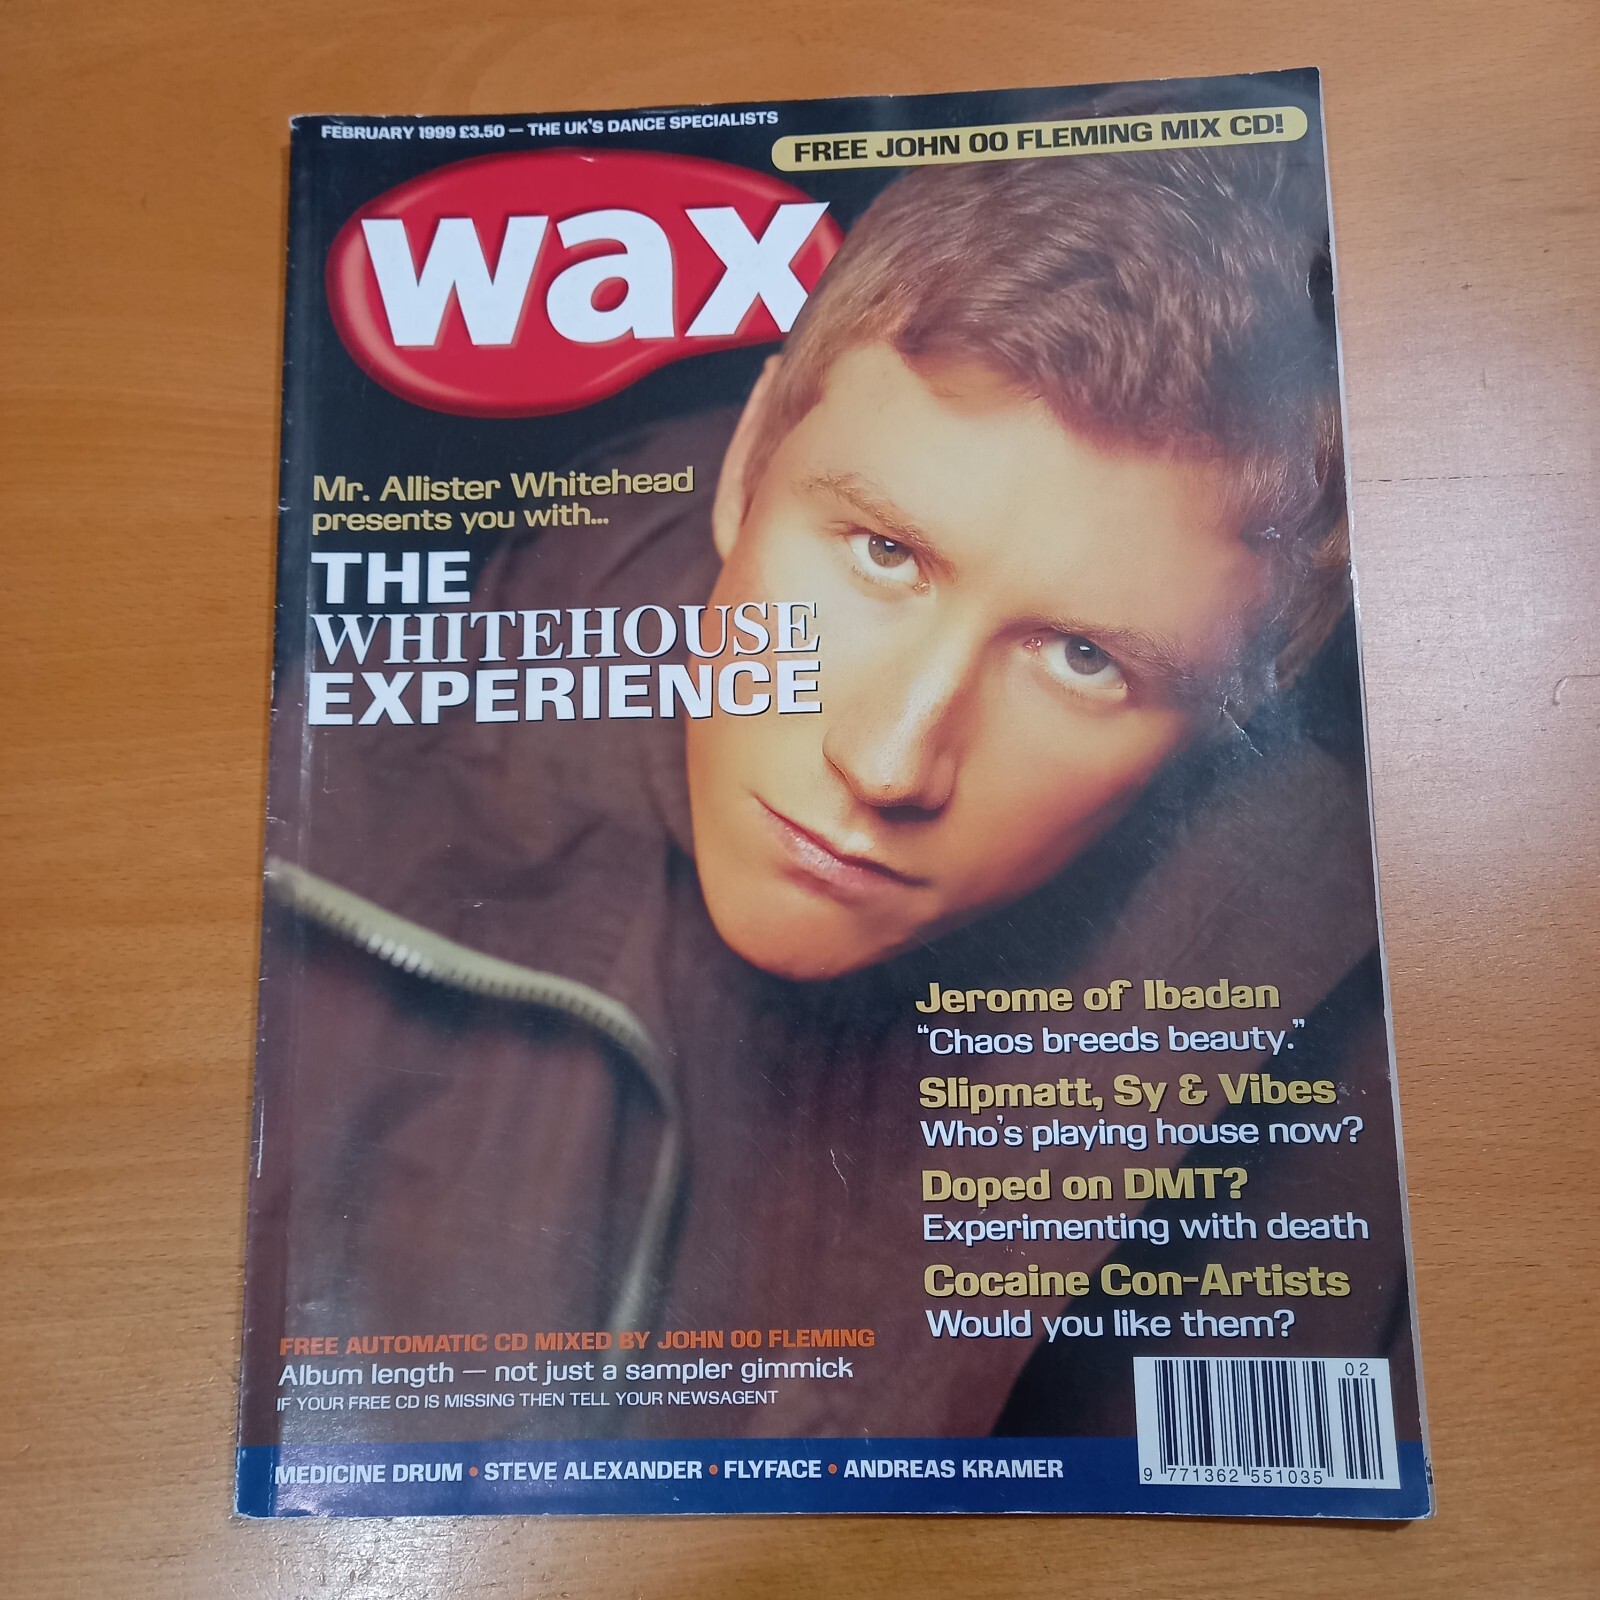 FEBRUARY 1999 £3.50 — THE UK'S DANCE SPECIALISTS
FREE JOHN 00 FLEMING MIX CD!
wax
Mr. Allister Whitehead
presents you with...
THE
WHITEHOUSE
EXPERIENCE
Jerome of Ibadan
“Chaos breeds beauty.”
Slipmatt, Sy & Vibes
Who's playing house now?
Doped on DMT?
Experimenting with death
Cocaine Con-Artists
Would you like them?
FREE AUTOMATIC CD MIXED BY JOHN 00 FLEMING
Album length — not just a sampler gimmick
IF YOUR FREE CD IS MISSING THEN TELL YOUR NEWSAGENT
MEDICINE DRUM • STEVE ALEXANDER • FLYFACE • ANDREAS KRAMER
02
9 771362 551035